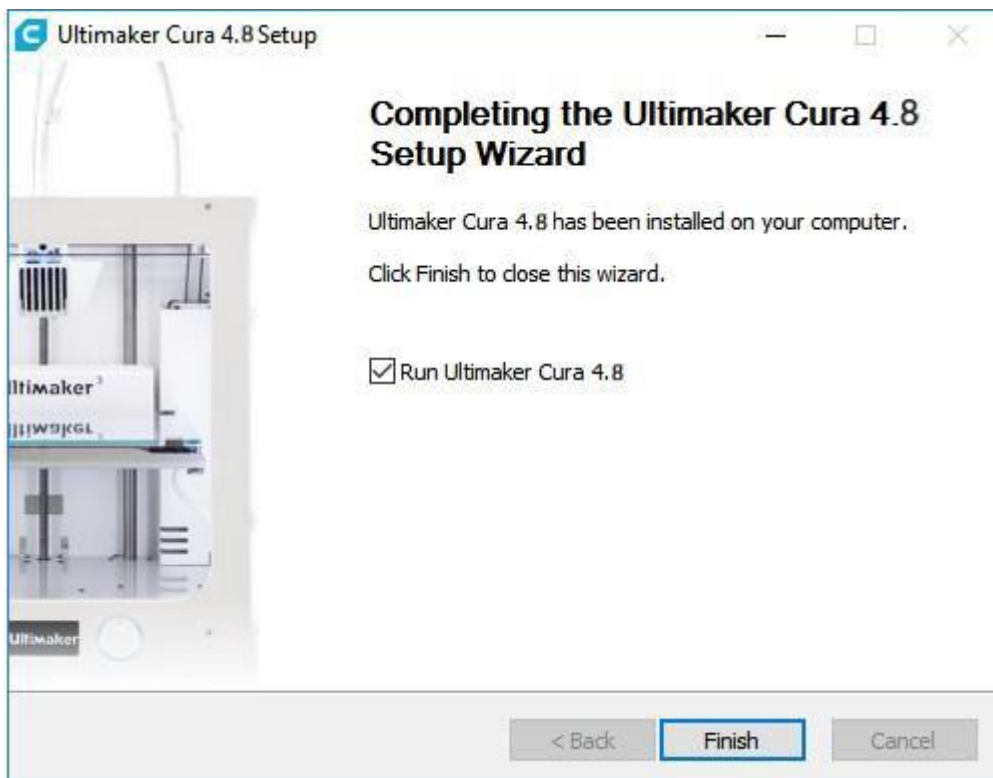 Ultimaker Cura 4.8 Setup
Completing the Ultimaker Cura 4.8
Setup Wizard
Ultimaker Cura 4.8 has been installed on your computer.
Click Finish to close this wizard.
Run Ultimaker Cura 4.8
ltimaker 3
Ultimaker
< Back Finish Cancel